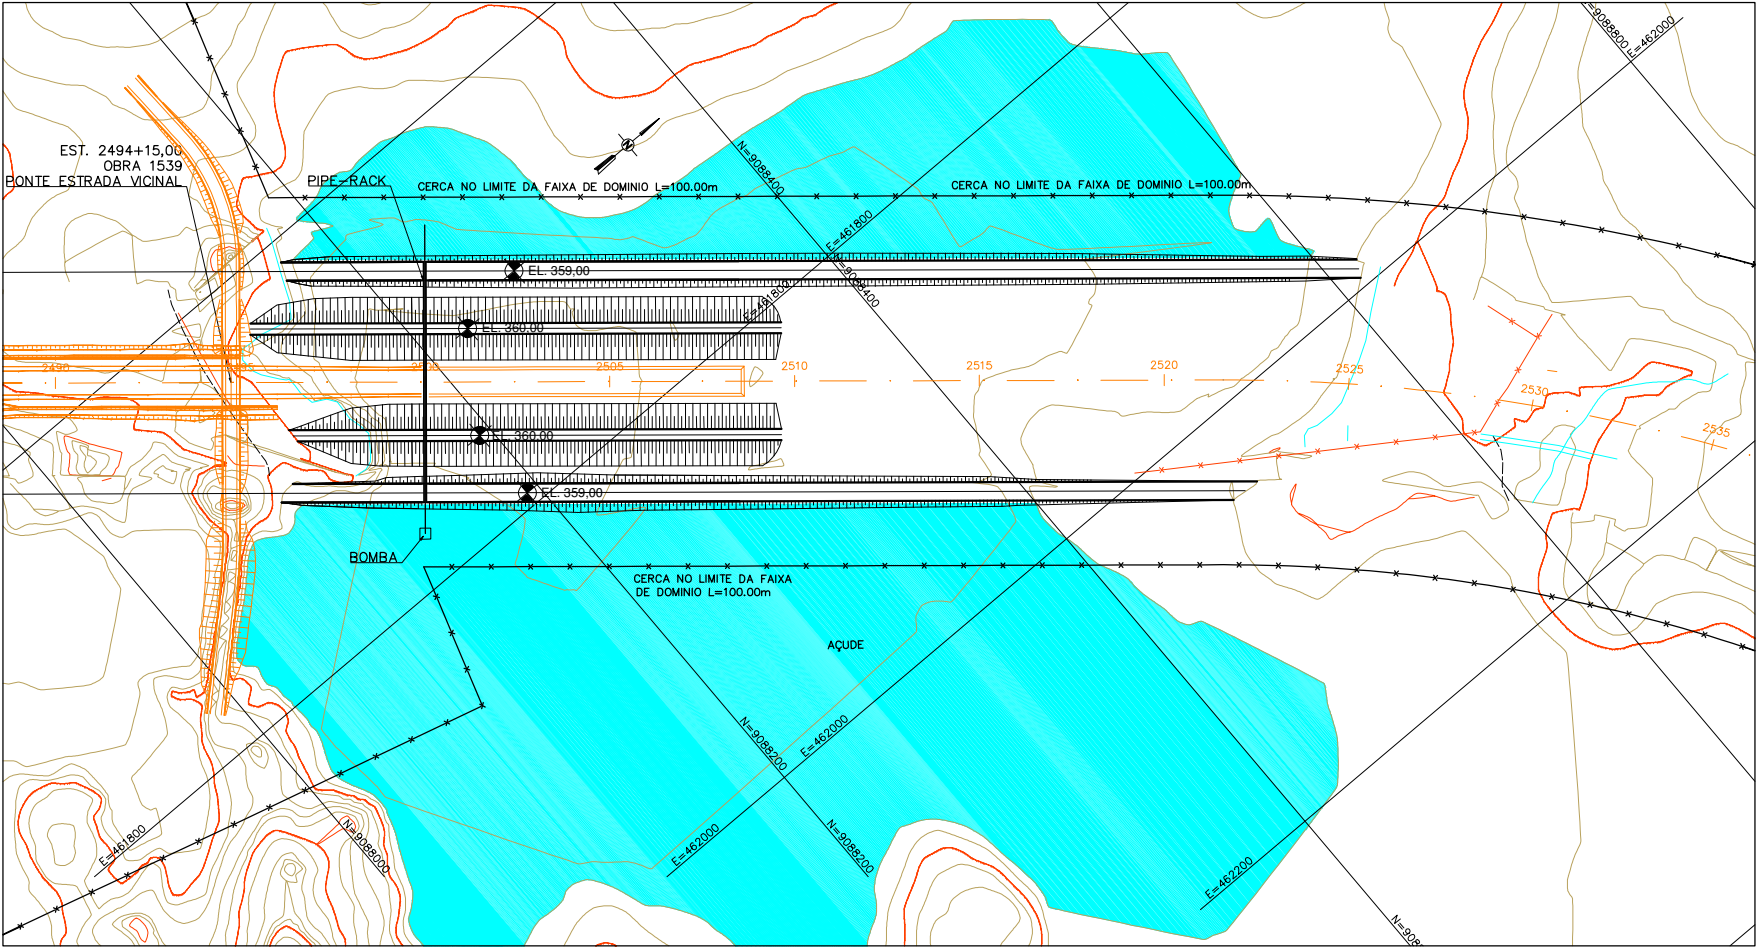 N=9088800
E=462000
EST. 2494+15,00
OBRA 1539
PONTE ESTRADA VICINAL
PIPE-RACK
N
CERCA NO LIMITE DA FAIXA DE DOMINIO L=100.00m
N=9088400
CERCA NO LIMITE DA FAIXA DE DOMINIO L=100.00m
E=461800
EL. 359,00
N=9088400
E=461800
EL. 360,00
2490
2500
2505
2510
2515
2520
2525
2530
2535
EL. 360,00
EL. 359,00
BOMBA
CERCA NO LIMITE DA FAIXA
DE DOMINIO L=100.00m
AÇUDE
N=9088200
E=462000
E=461800
N=9088000
E=462000
N=9088200
E=462200